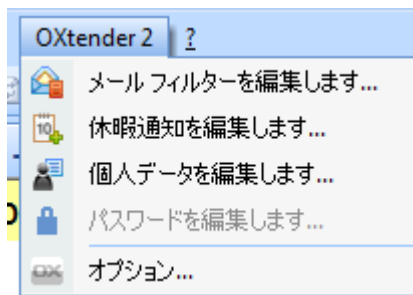 OXtender 2 ?
メール フィルターを編集します...
休暇通知を編集します...
個人データを編集します...
パスワードを編集します...
オプション...